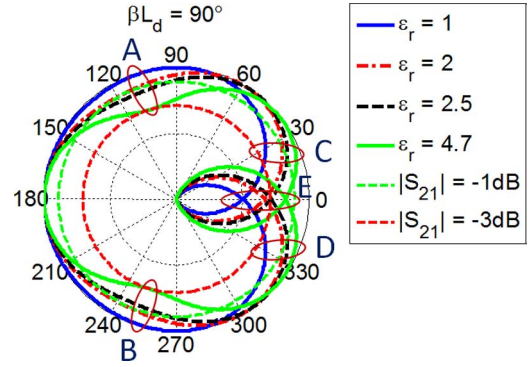 βL_d = 90°
A
90
120
60
150
30
C
180
E
0
D
210
330
240
300
B
270
ε_r = 1
ε_r = 2
ε_r = 2.5
ε_r = 4.7
|S_21| = -1dB
|S_21| = -3dB